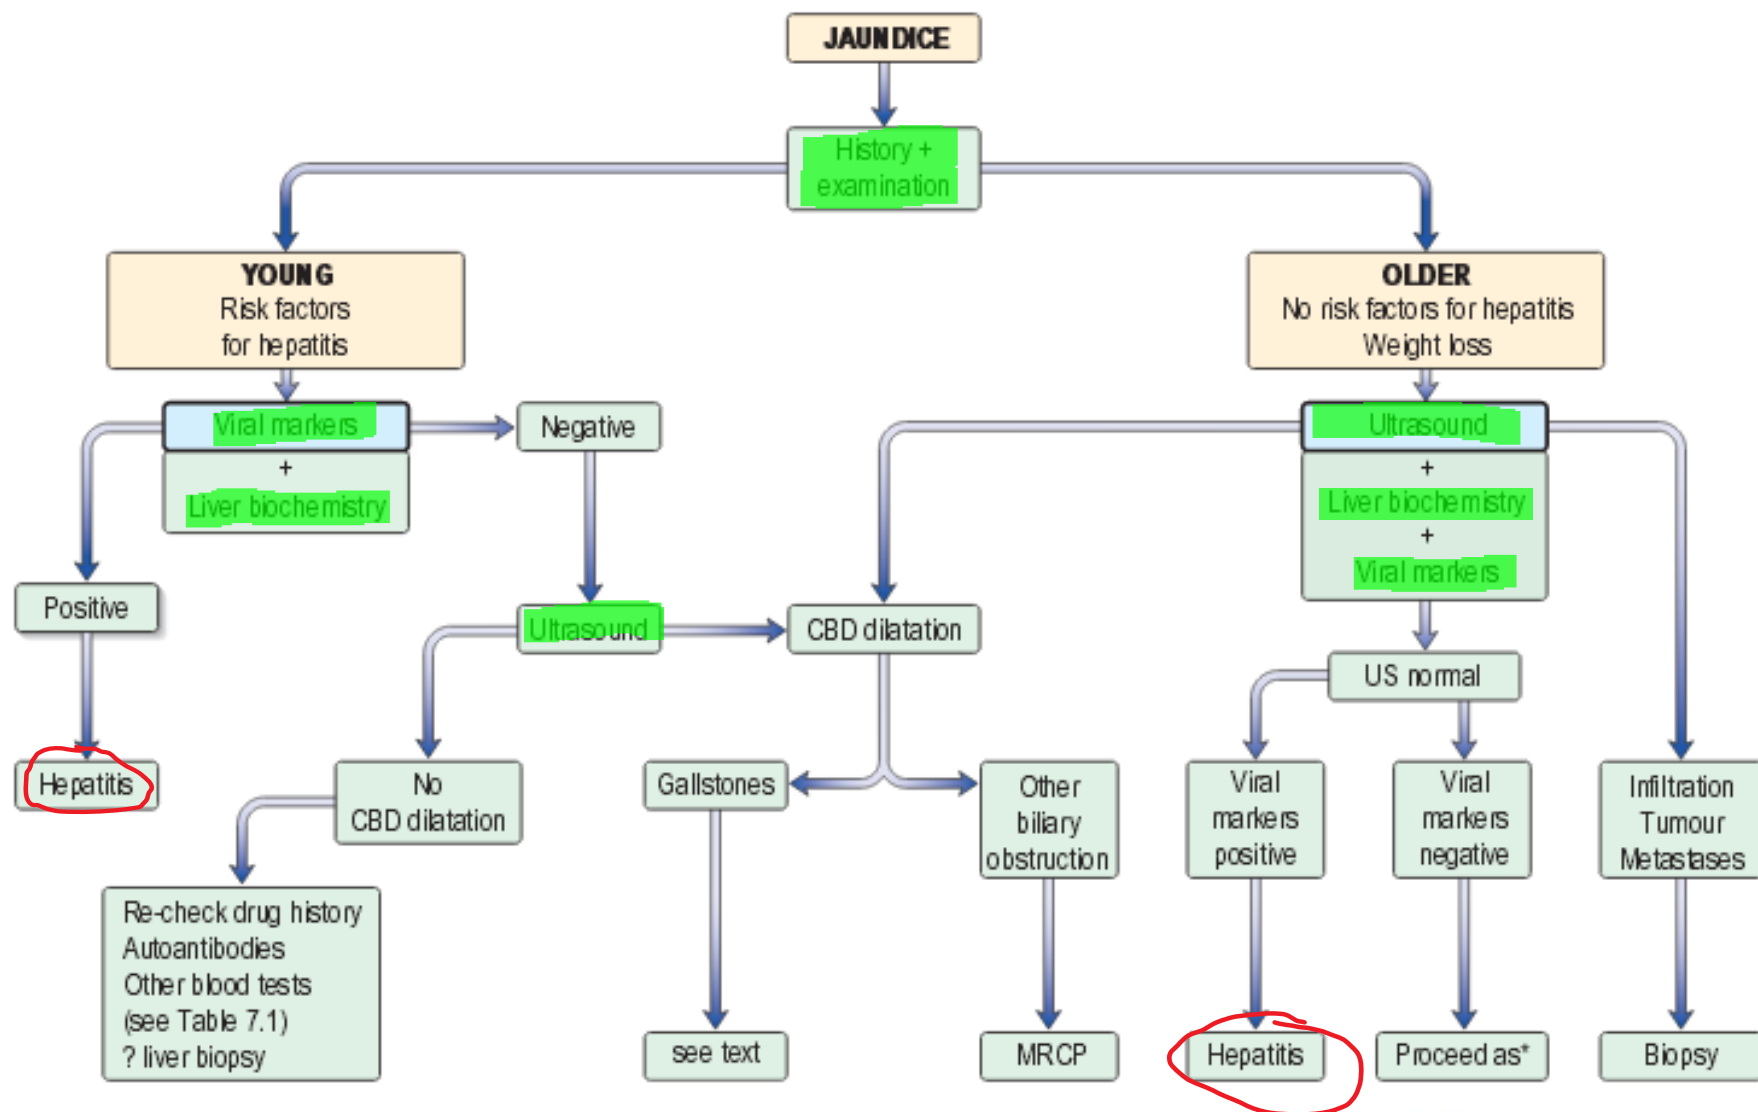 JAUNDICE
History +
examination
YOUNG
Risk factors
for hepatitis
OLDER
No risk factors for hepatitis
Weight loss
Viral markers
+
Liver biochemistry
Negative
Ultrasound
+
Liver biochemistry
+
Viral markers
Positive
Ultrasound
CBD dilatation
US normal
Hepatitis
No
CBD dilatation
Gallstones
Other
biliary
obstruction
Viral
markers
positive
Viral
markers
negative
Infiltration
Tumour
Metastases
Re-check drug history
Autoantibodies
Other blood tests
(see Table 7.1)
? liver biopsy
see text
MRCP
Hepatitis
Proceed as*
Biopsy